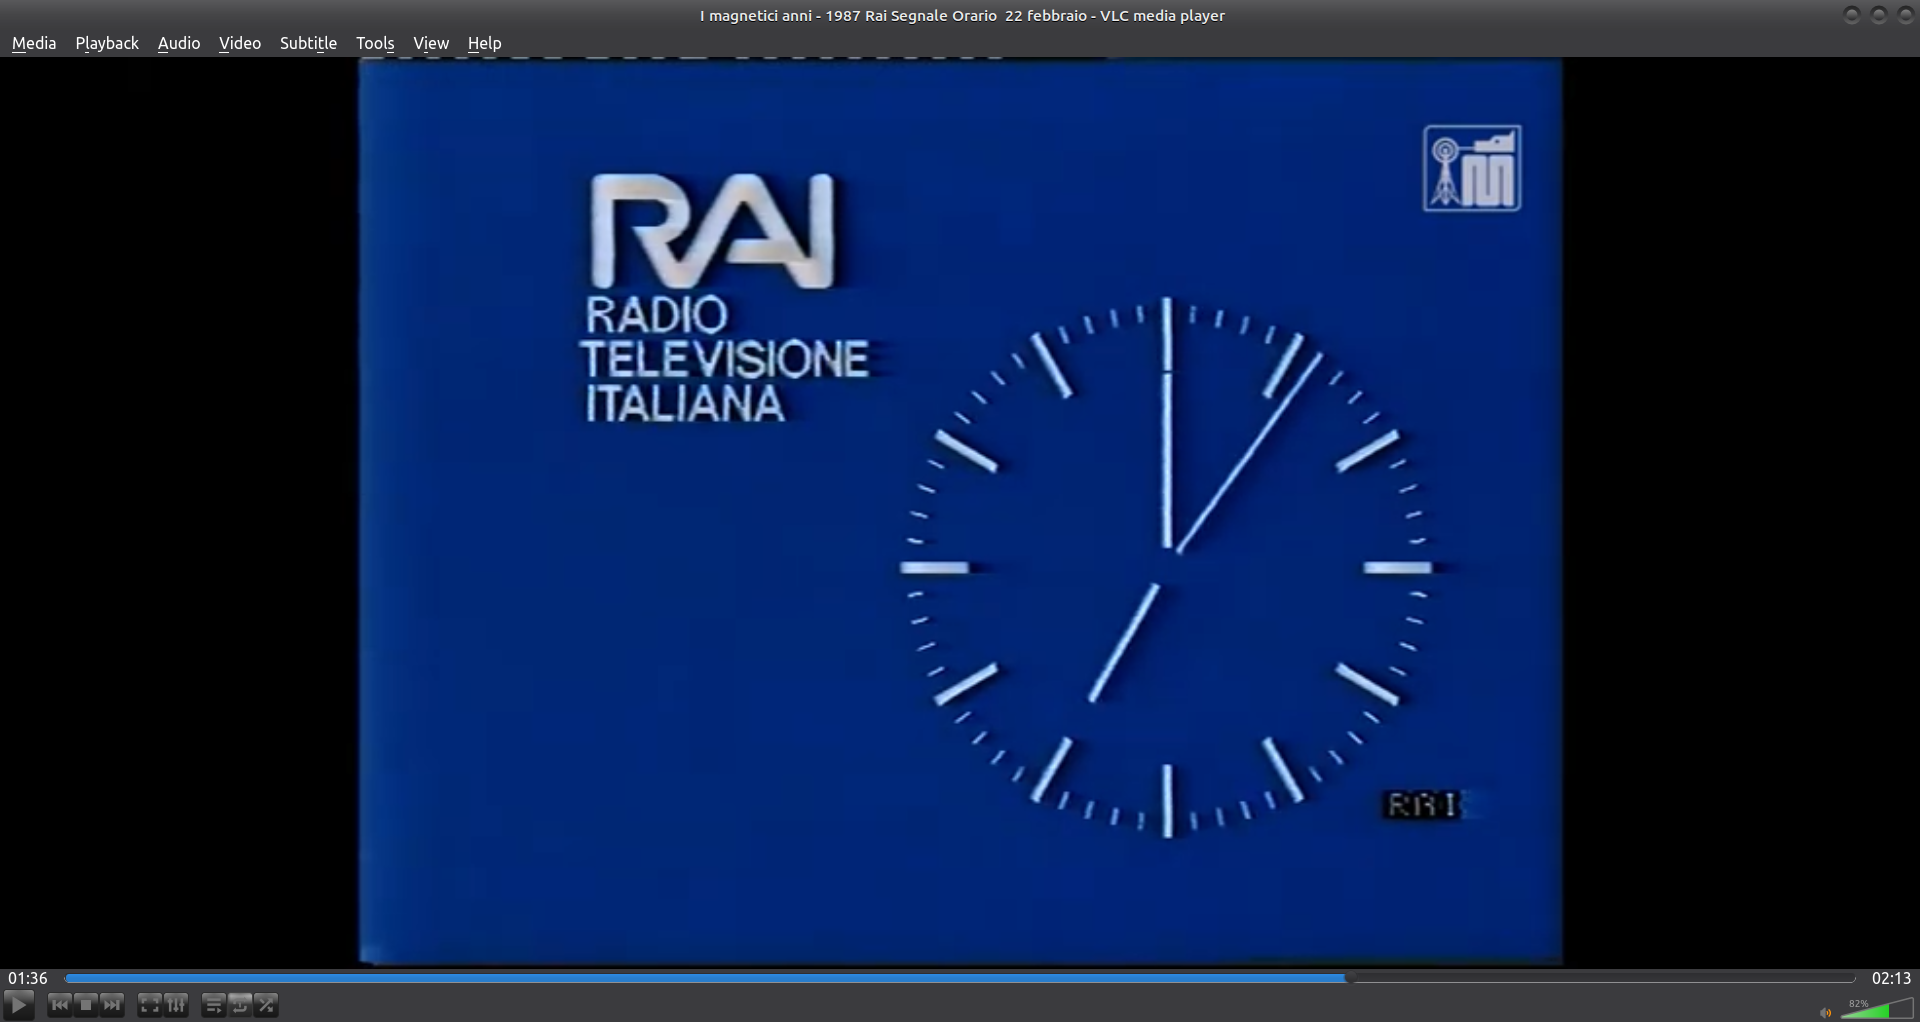 I magnetici anni - 1987 Rai Segnale Orario  22 febbraio - VLC media player
Media Playback Audio Video Subtitle Tools View Help
RAI
RADIO
TELEVISIONE
ITALIANA
RAI
01:36
02:13
82%